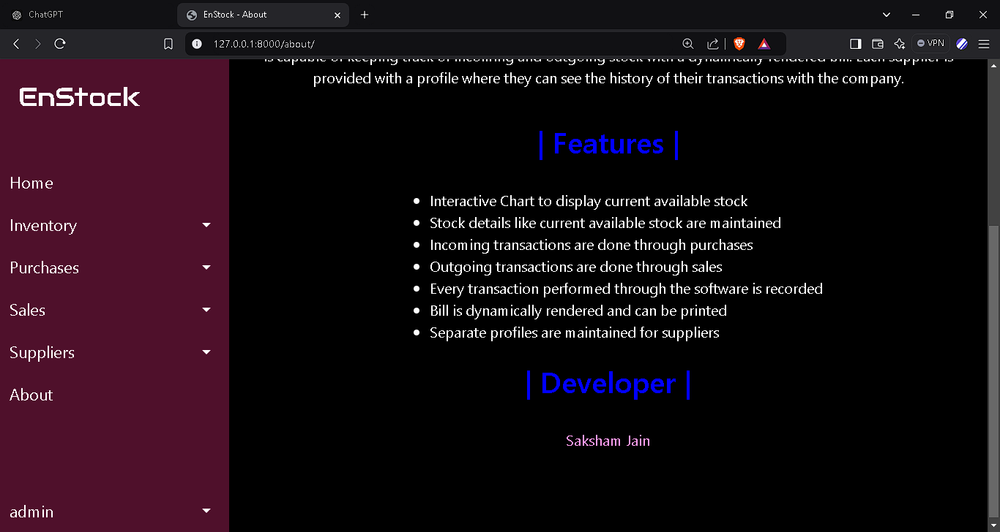 ChatGPT
EnStock - About
127.0.0.1:8000/about/
VPN
EnStock
Home
Inventory
Purchases
Sales
Suppliers
About
admin
is capable of keeping track of incoming and outgoing stock with a dynamically rendered bill. Each supplier is
provided with a profile where they can see the history of their transactions with the company.
| Features |
Interactive Chart to display current available stock
Stock details like current available stock are maintained
Incoming transactions are done through purchases
Outgoing transactions are done through sales
Every transaction performed through the software is recorded
Bill is dynamically rendered and can be printed
Separate profiles are maintained for suppliers
| Developer |
Saksham Jain